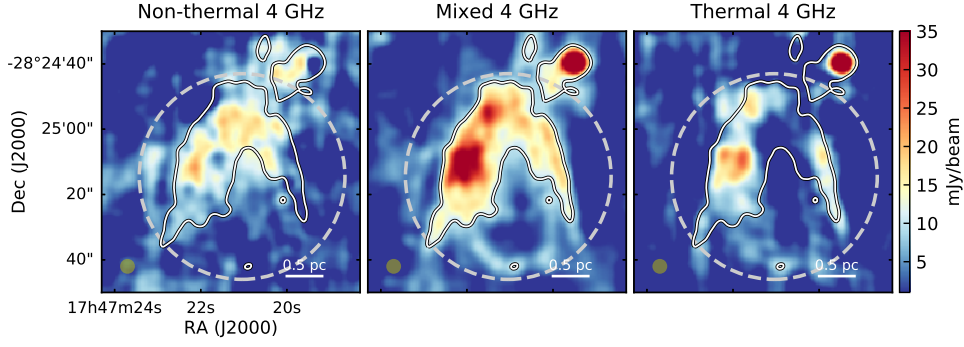 Non-thermal 4 GHz
Mixed 4 GHz
Thermal 4 GHz
-28°24'40"
25'00"
20"
40"
Dec (J2000)
0.5 pc
0.5 pc
0.5 pc
17h47m24s
22s
20s
RA (J2000)
35
30
25
20
15
10
5
mJy/beam